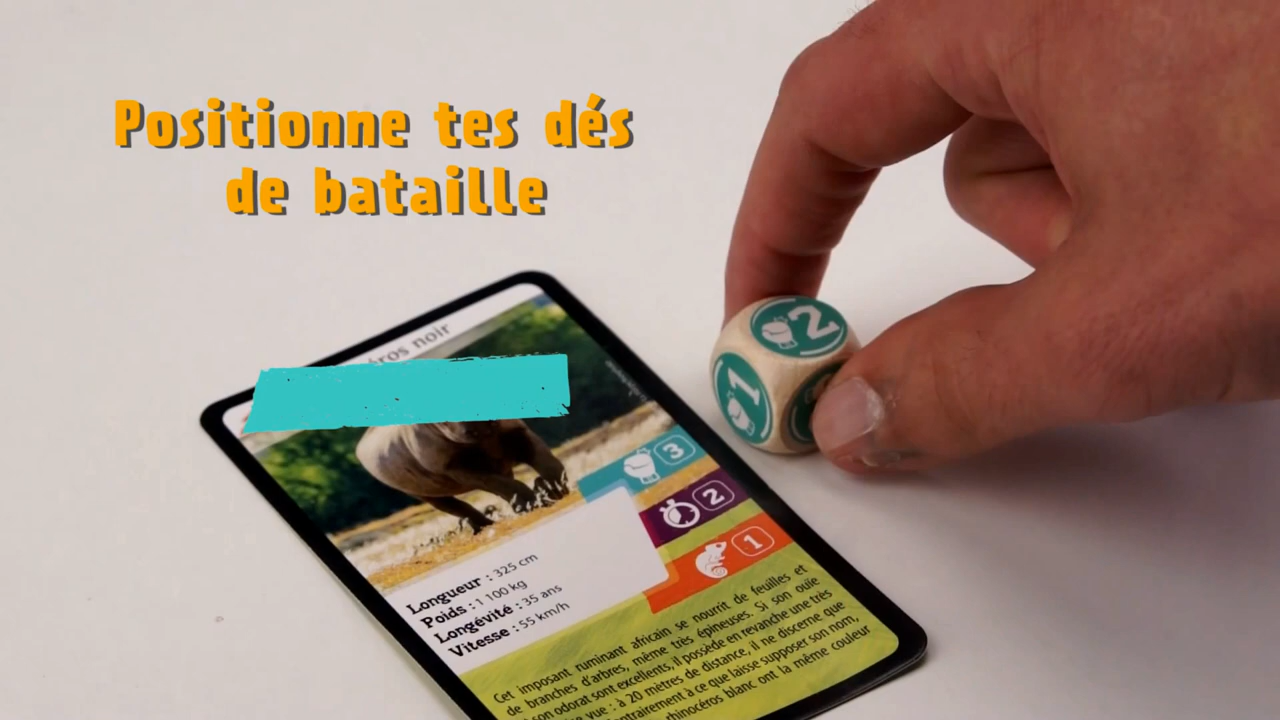 Positionne tes dés
de bataille
noir
2
1
3
2
1
Longueur : 325 cm
Poids : 1 100 kg
Longévité : 35 ans
Vitesse : 55 km/h
Cet imposant ruminant africain se nourrit de feuilles et
de branches d'arbres, même très épineuses. Si son ouïe
son odorat sont excellents, il possède en revanche une très
vue : à 20 mètres de distance, il ne discerne que
contrairement à ce que laisse supposer son nom,
rhinocéros blanc ont la même couleur